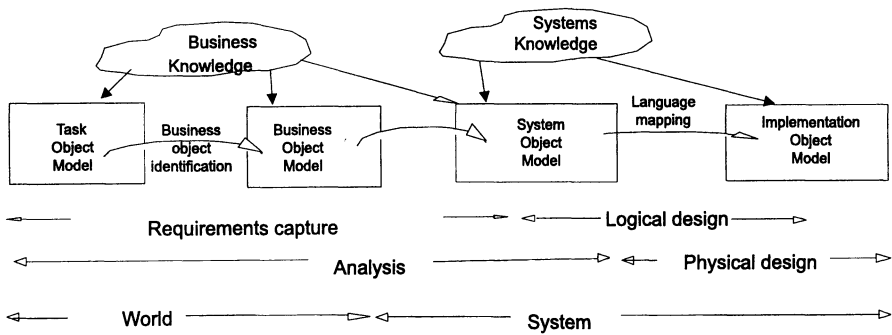 Business
Knowledge
Systems
Knowledge
Task
Object
Model
Business
object
identification
Business
Object
Model
System
Object
Model
Language
mapping
Implementation
Object
Model
Requirements capture
Logical design
Analysis
Physical design
World
System